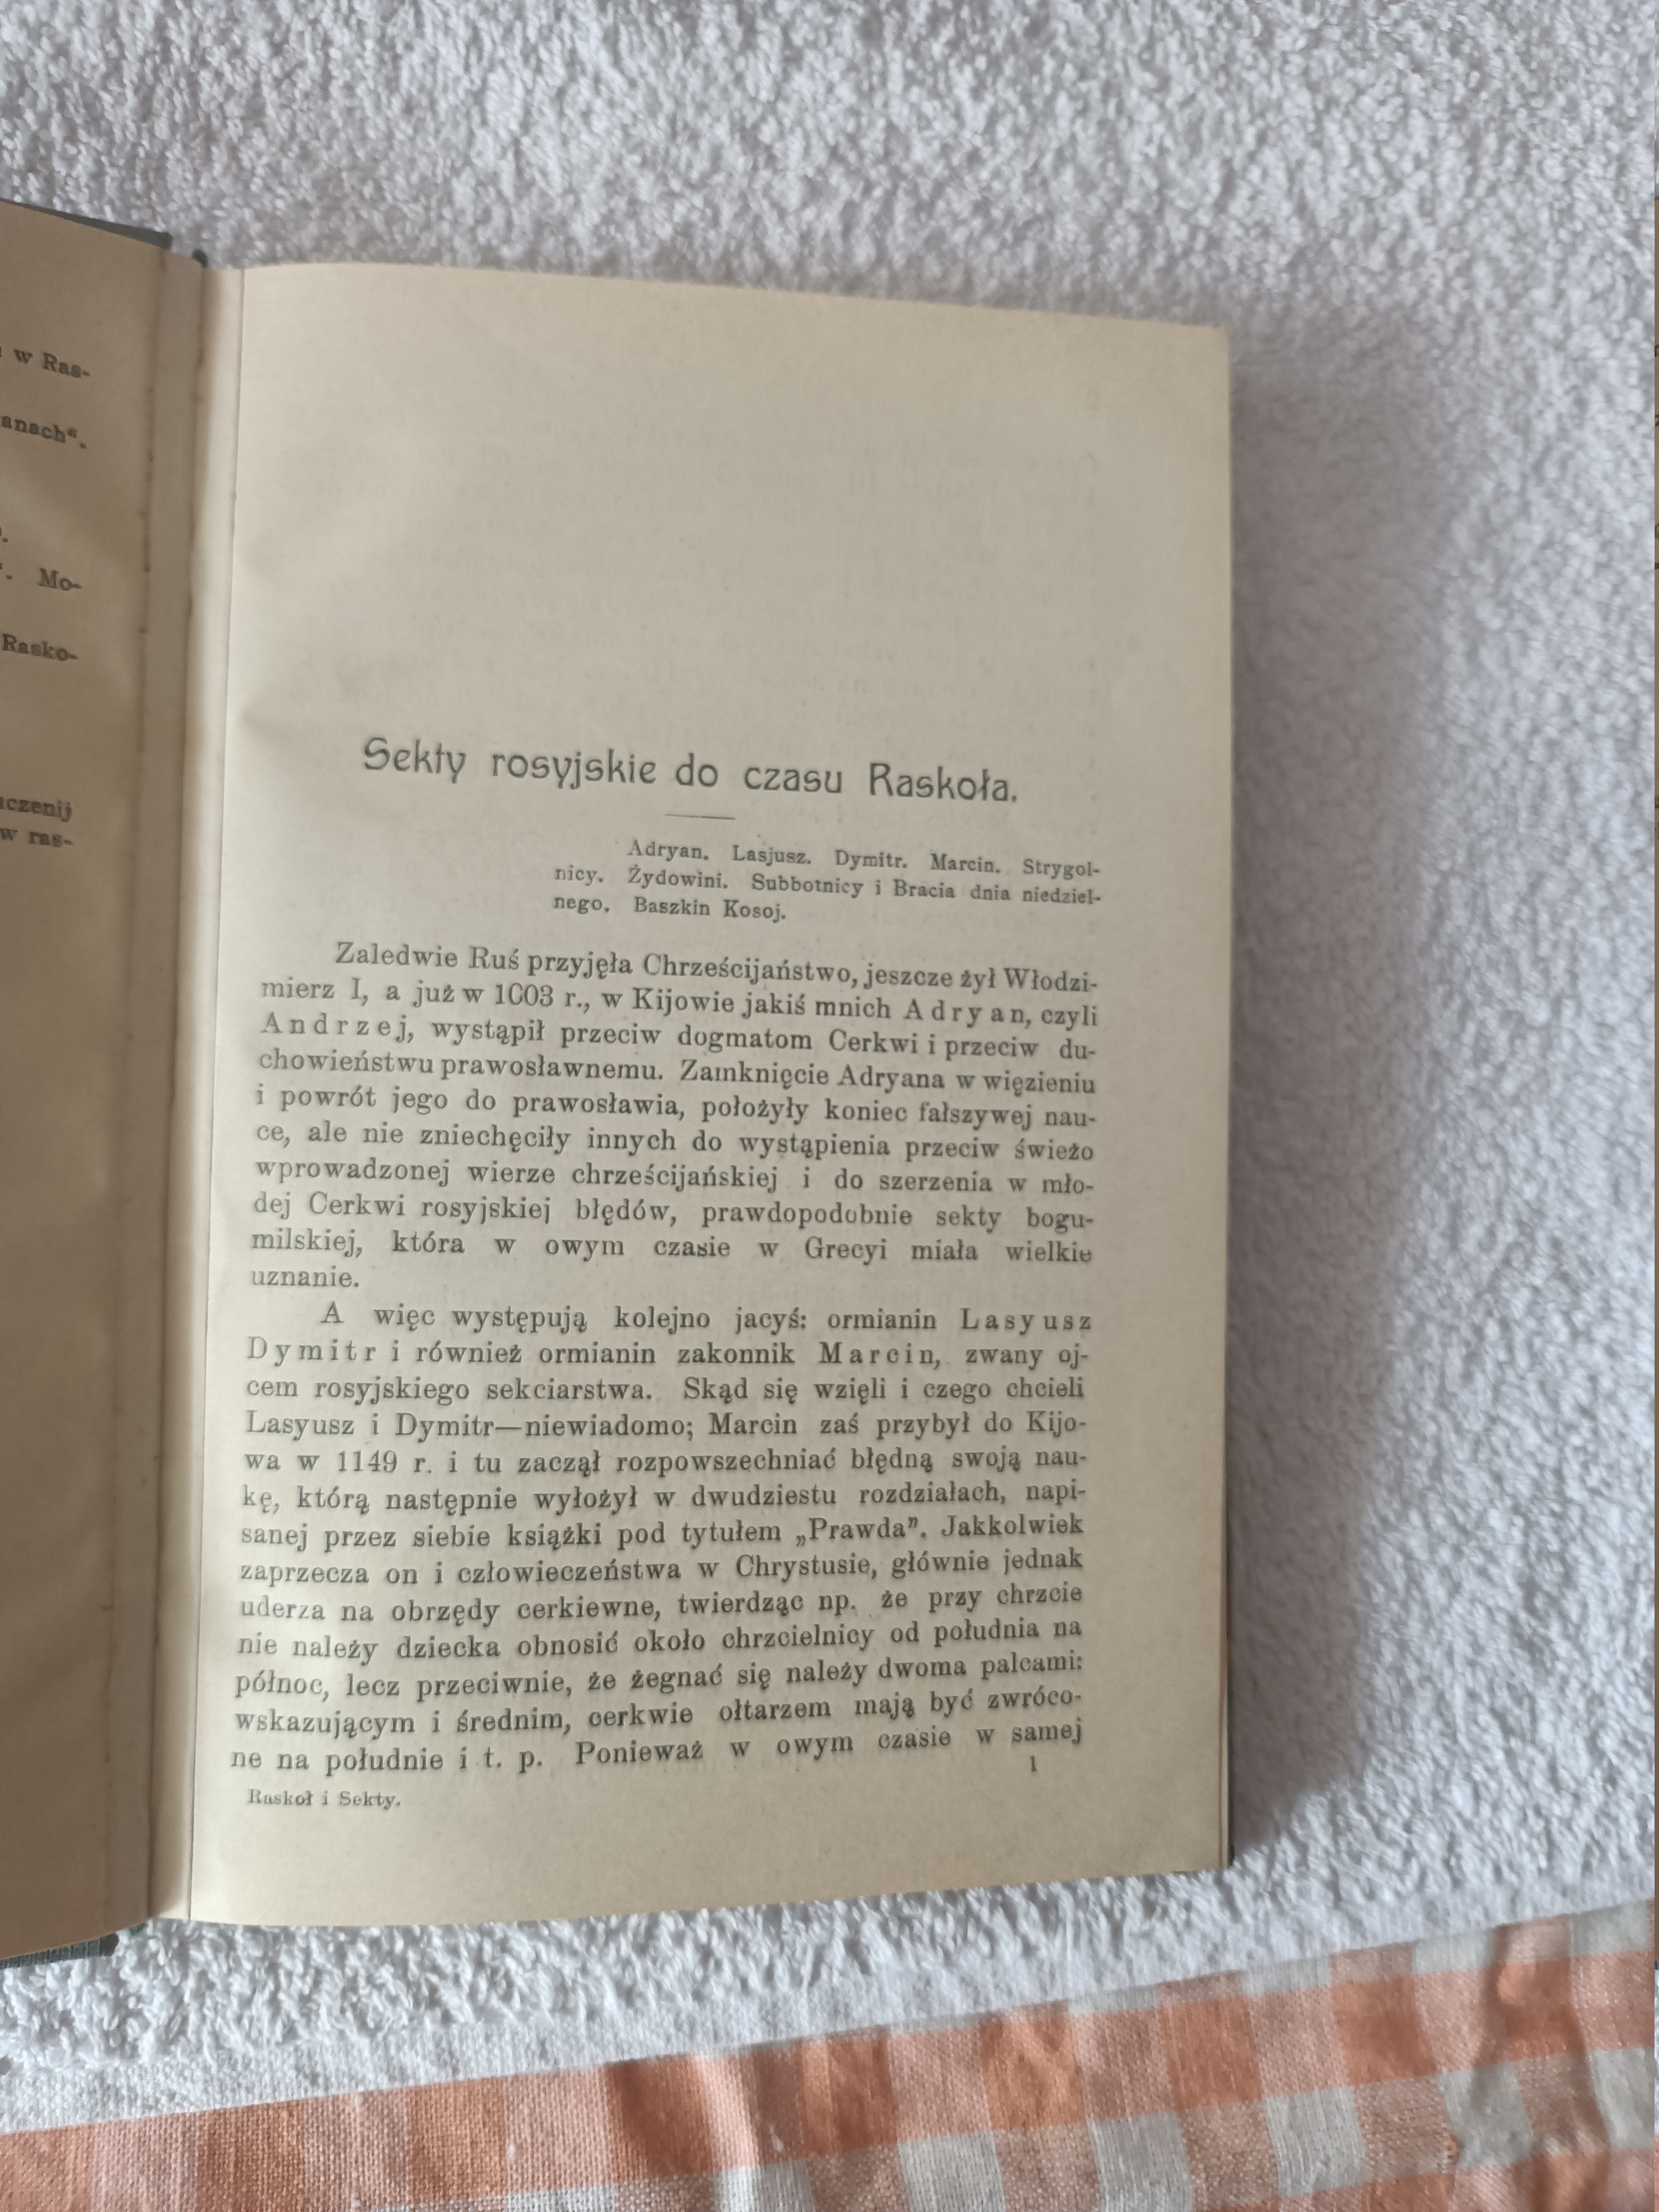 w Ras-
anach“.
Mo-
Rasko-
w ras-
Sekty rosyjskie do czasu Raskoła.
Adryan. Lasjusz. Dymitr. Marcin. Strygol-
nicy. Żydowini. Subbotnicy i Bracia dnia niedziel-
nego. Baszkin Kosoj.
Zaledwie Ruś przyjęła Chrześcijaństwo, jeszcze żył Włodzi-
mierz I, a już w 1003 r., w Kijowie jakiś mnich Adryan, czyli
Andrzej, wystąpił przeciw dogmatom Cerkwi i przeciw du-
chowieństwu prawosławnemu. Zamknięcie Adryana w więzieniu
i powrót jego do prawosławia, położyły koniec fałszywej nau-
ce, ale nie zniechęciły innych do wystąpienia przeciw świeżo
wprowadzonej wierze chrześcijańskiej i do szerzenia w mło-
dej Cerkwi rosyjskiej błędów, prawdopodobnie sekty bogu-
milskiej, która w owym czasie w Grecyi miała wielkie
uznanie.
A więc występują kolejno jacyś: ormianin Lasyusz
Dymitr i również ormianin zakonnik Marcin, zwany oj-
cem rosyjskiego sekciarstwa. Skąd się wzięli i czego chcieli
Lasyusz i Dymitr—niewiadomo; Marcin zaś przybył do Kijo-
wa w 1149 r. i tu zaczął rozpowszechniać błędną swoją nau-
kę, którą następnie wyłożył w dwudziestu rozdziałach, napi-
sanej przez siebie książki pod tytułem „Prawda”. Jakkolwiek
zaprzecza on i człowieczeństwa w Chrystusie, głównie jednak
uderza na obrzędy cerkiewne, twierdząc np. że przy chrzcie
nie należy dziecka obnosić około chrzcielnicy od południa na
północ, lecz przeciwnie, że żegnać się należy dwoma palcami:
wskazującym i średnim, cerkwie ołtarzem mają być zwróco-
ne na południe i t. p. Ponieważ w owym czasie w samej
Raskoł i Sekty.
1